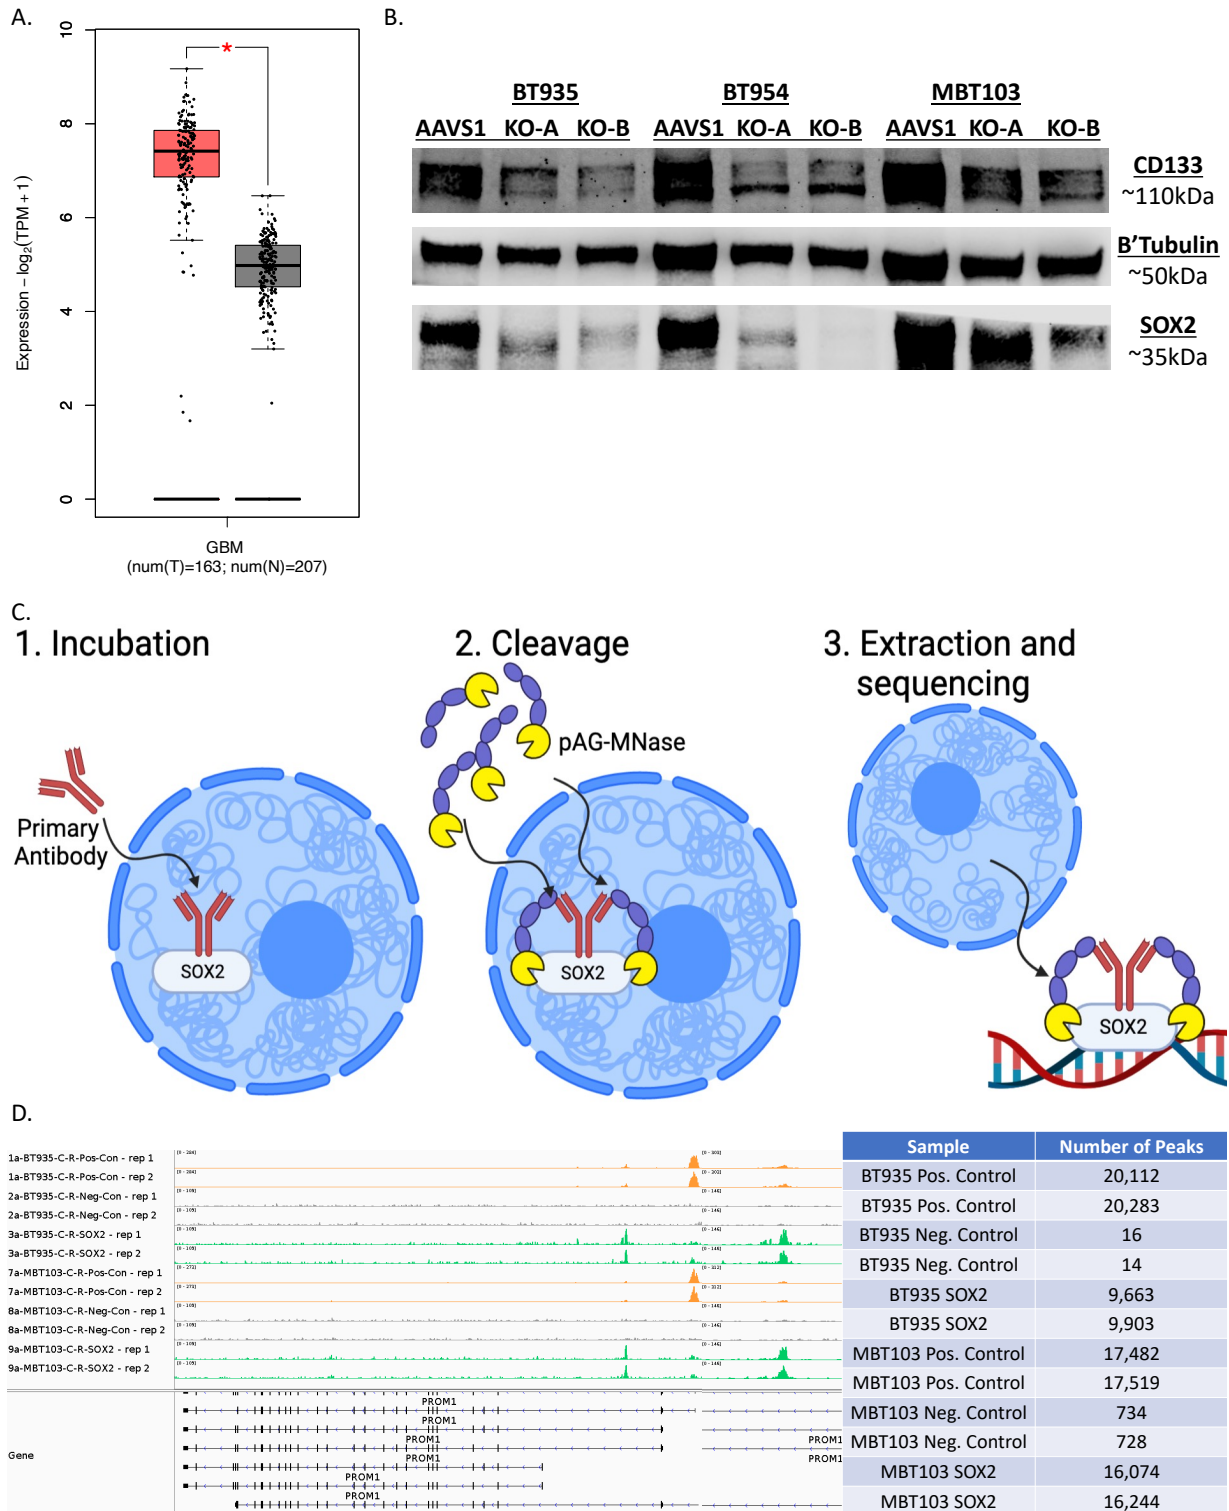 A.
10
8
6
4
2
0
Expression – log2(TPM + 1)
*
GBM
(num(T)=163; num(N)=207)
B.
BT935 BT954 MBT103
AAVS1 KO-A KO-B AAVS1 KO-A KO-B AAVS1 KO-A KO-B
CD133
~110kDa
B'Tubulin
~50kDa
SOX2
~35kDa
C.
1. Incubation
Primary
Antibody
SOX2
2. Cleavage
pAG-MNase
SOX2
3. Extraction and
sequencing
SOX2
D.
1a-BT935-C-R-Pos-Con - rep 1
1a-BT935-C-R-Pos-Con - rep 2
2a-BT935-C-R-Neg-Con - rep 1
2a-BT935-C-R-Neg-Con - rep 2
3a-BT935-C-R-SOX2 - rep 1
3a-BT935-C-R-SOX2 - rep 2
7a-MBT103-C-R-Pos-Con - rep 1
7a-MBT103-C-R-Pos-Con - rep 2
8a-MBT103-C-R-Neg-Con - rep 1
8a-MBT103-C-R-Neg-Con - rep 2
9a-MBT103-C-R-SOX2 - rep 1
9a-MBT103-C-R-SOX2 - rep 2
Gene
PROM1
PROM1
PROM1 PROM1
PROM1 PROM1
PROM1
PROM1
Sample Number of Peaks
BT935 Pos. Control 20,112
BT935 Pos. Control 20,283
BT935 Neg. Control 16
BT935 Neg. Control 14
BT935 SOX2 9,663
BT935 SOX2 9,903
MBT103 Pos. Control 17,482
MBT103 Pos. Control 17,519
MBT103 Neg. Control 734
MBT103 Neg. Control 728
MBT103 SOX2 16,074
MBT103 SOX2 16,244